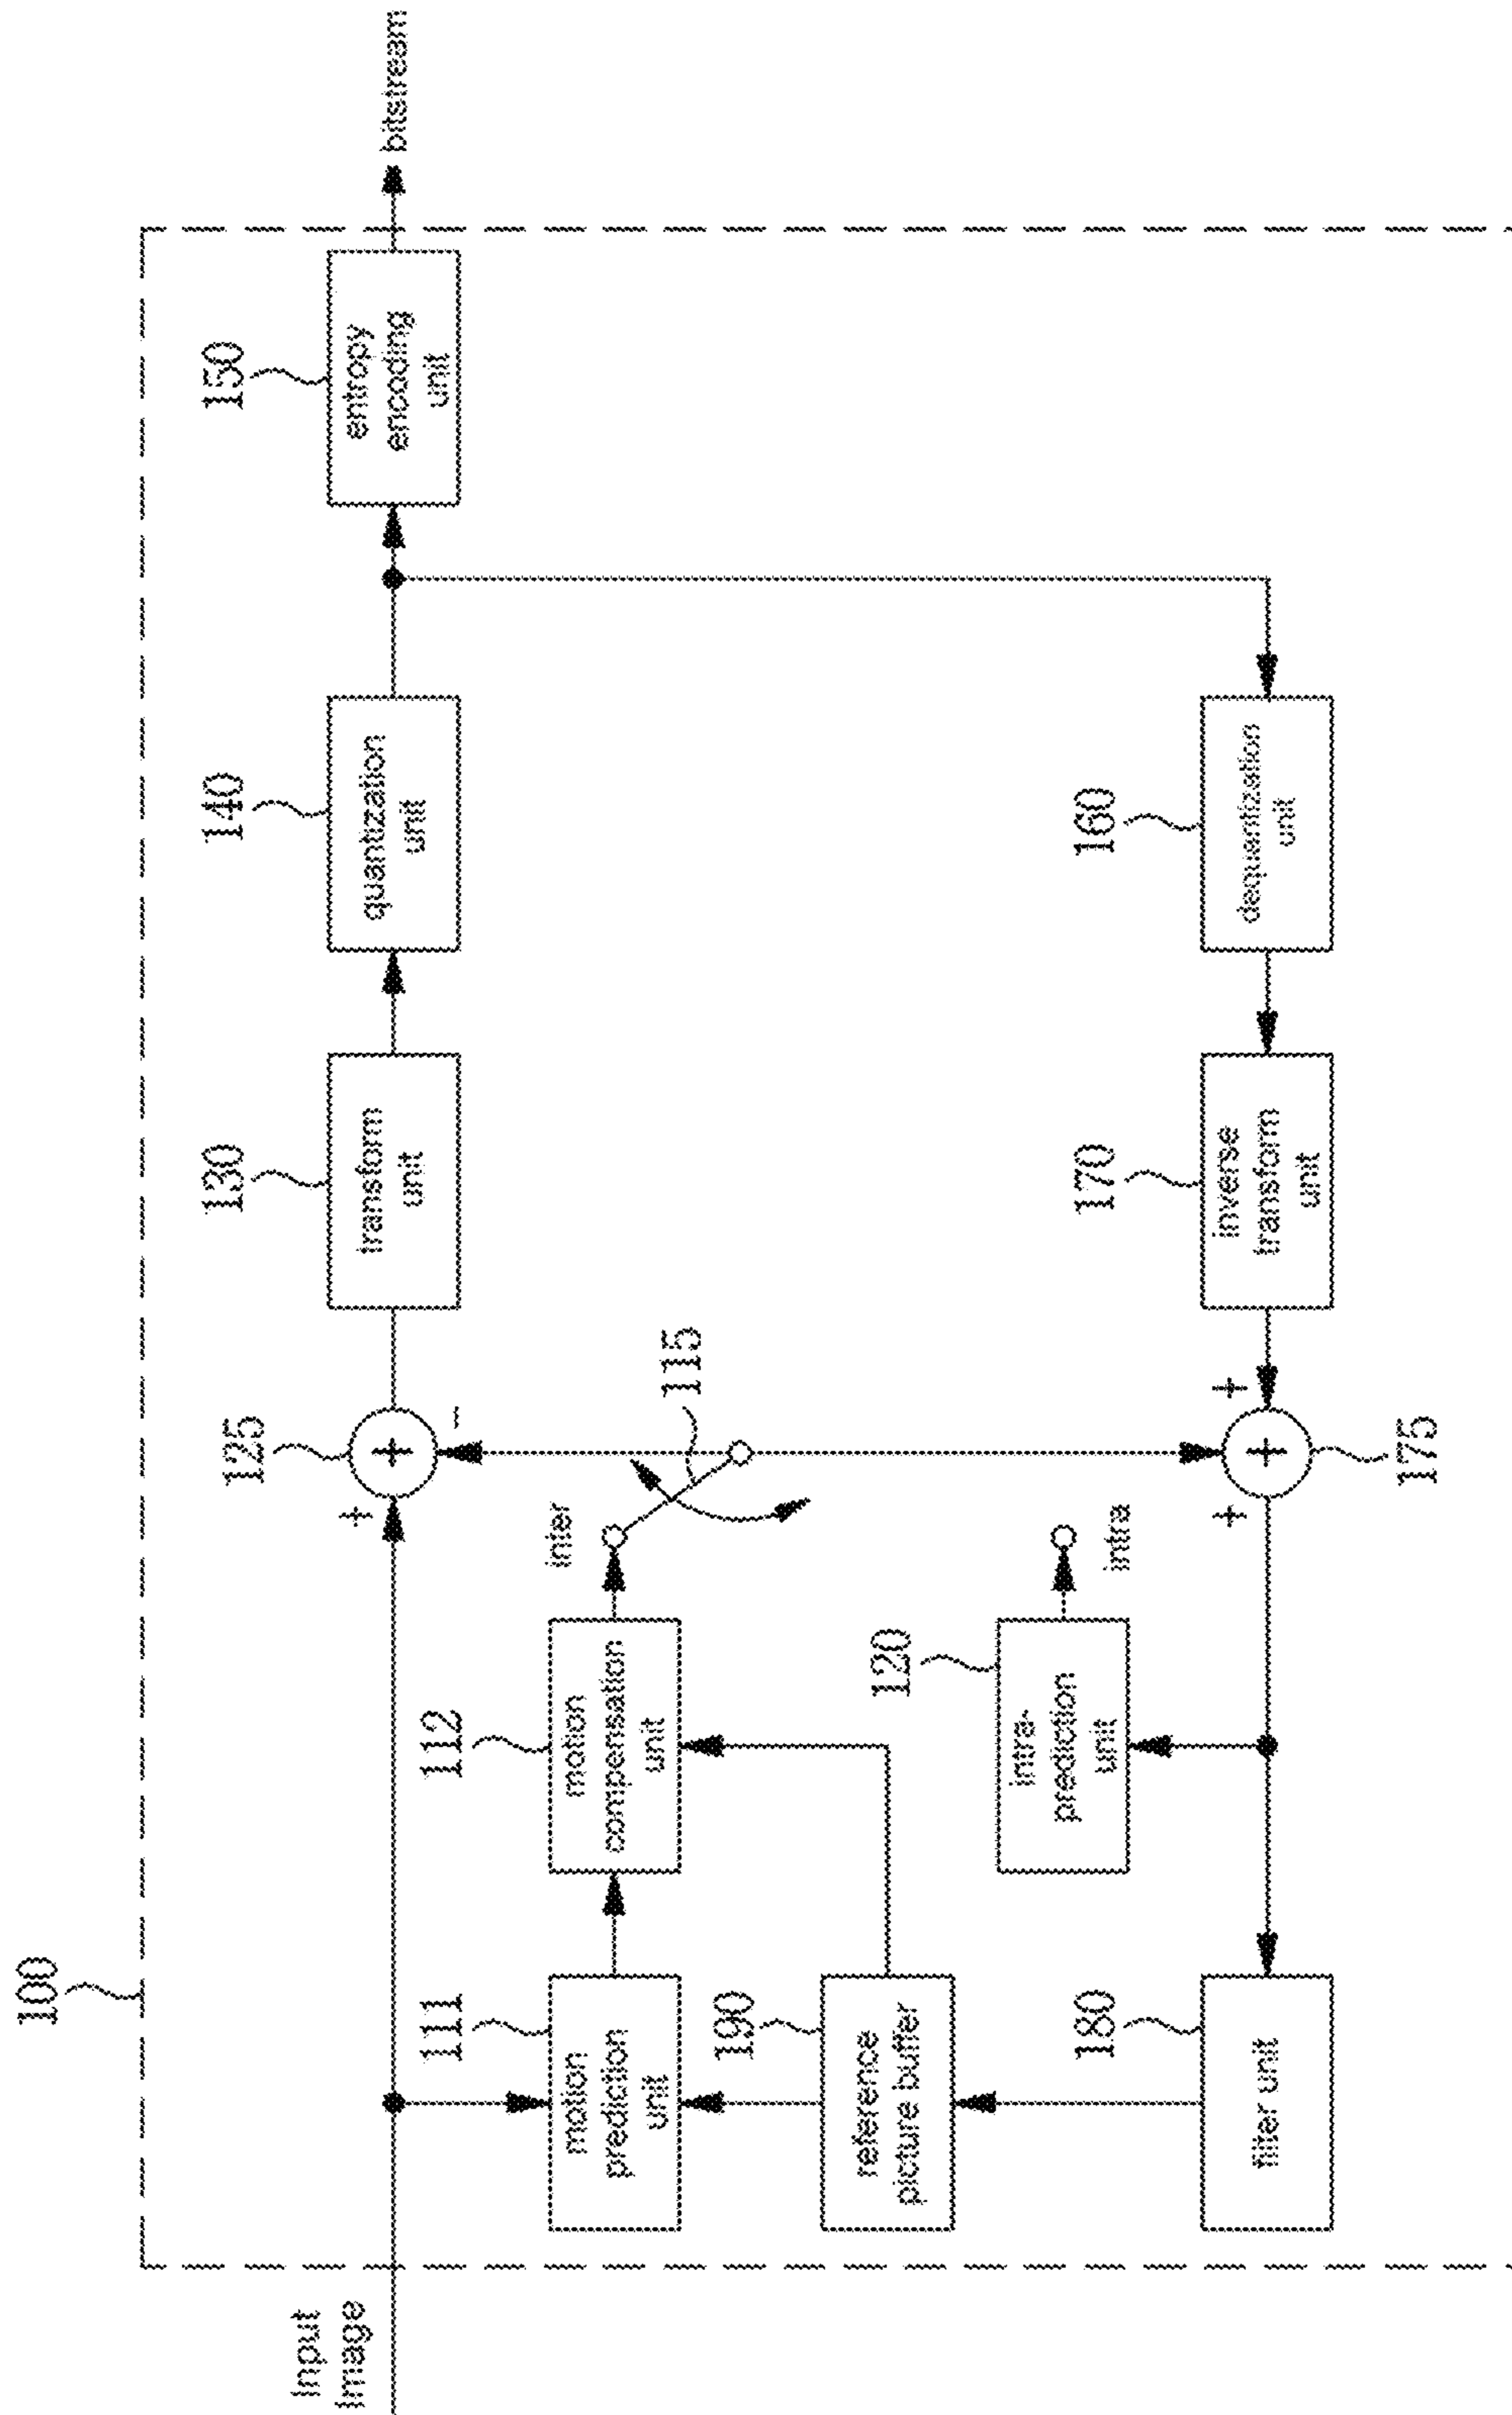 100
Input
Image
125
+
+
−
130
transform
unit
140
quantization
unit
150
entropy
encoding
unit
bitstream
111
motion
prediction
unit
112
motion
compensation
unit
inter
115
190
reference
picture buffer
120
intra-
prediction
unit
intra
180
filter unit
+
+
+
175
170
inverse
transform
unit
160
dequantization
unit